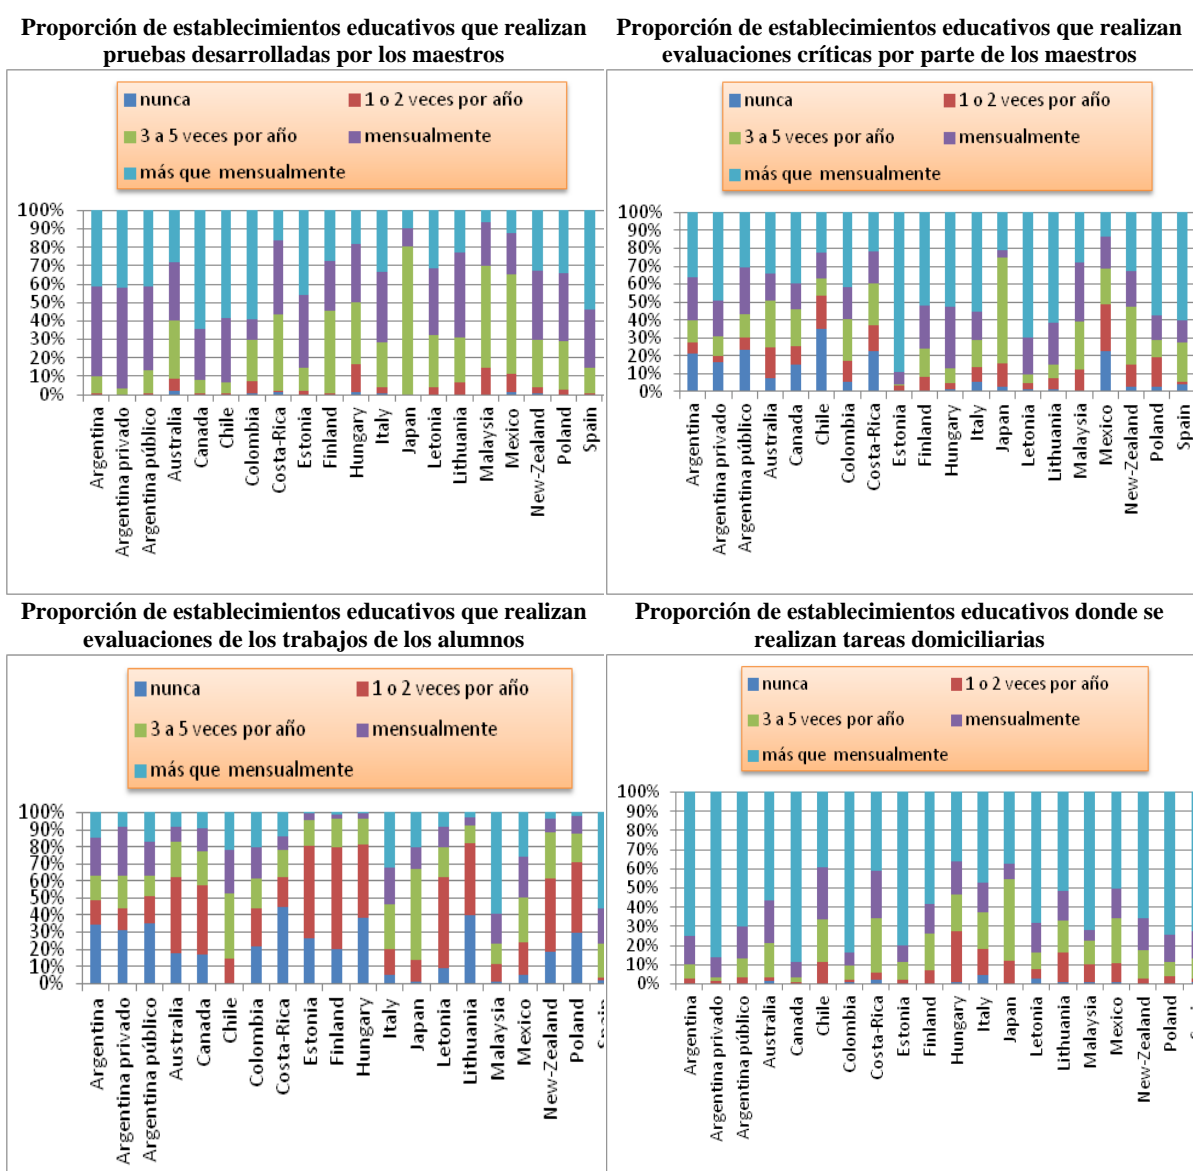 Proporción de establecimientos educativos que realizan
pruebas desarrolladas por los maestros
nunca
1 o 2 veces por año
3 a 5 veces por año
mensualmente
más que mensualmente
100%
90%
80%
70%
60%
50%
40%
30%
20%
10%
0%
Argentina
Argentina privado
Argentina público
Australia
Canada
Chile
Colombia
Costa-Rica
Estonia
Finland
Hungary
Italy
Japan
Letonia
Lithuania
Malaysia
Mexico
New-Zealand
Poland
Spain
Proporción de establecimientos educativos que realizan
evaluaciones críticas por parte de los maestros
nunca
1 o 2 veces por año
3 a 5 veces por año
mensualmente
más que mensualmente
100%
90%
80%
70%
60%
50%
40%
30%
20%
10%
0%
Argentina
Argentina privado
Argentina público
Australia
Canada
Chile
Colombia
Costa-Rica
Estonia
Finland
Hungary
Italy
Japan
Letonia
Lithuania
Malaysia
Mexico
New-Zealand
Poland
Spain
Proporción de establecimientos educativos que realizan
evaluaciones de los trabajos de los alumnos
nunca
1 o 2 veces por año
3 a 5 veces por año
mensualmente
más que mensualmente
100%
90%
80%
70%
60%
50%
40%
30%
20%
10%
0%
Argentina
Argentina privado
Argentina público
Australia
Canada
Chile
Colombia
Costa-Rica
Estonia
Finland
Hungary
Italy
Japan
Letonia
Lithuania
Malaysia
Mexico
New-Zealand
Poland
Proporción de establecimientos educativos donde se
realizan tareas domiciliarias
nunca
1 o 2 veces por año
3 a 5 veces por año
mensualmente
más que mensualmente
100%
90%
80%
70%
60%
50%
40%
30%
20%
10%
0%
Argentina
Argentina privado
Argentina público
Australia
Canada
Chile
Colombia
Costa-Rica
Estonia
Finland
Hungary
Italy
Japan
Letonia
Lithuania
Malaysia
Mexico
New-Zealand
Poland